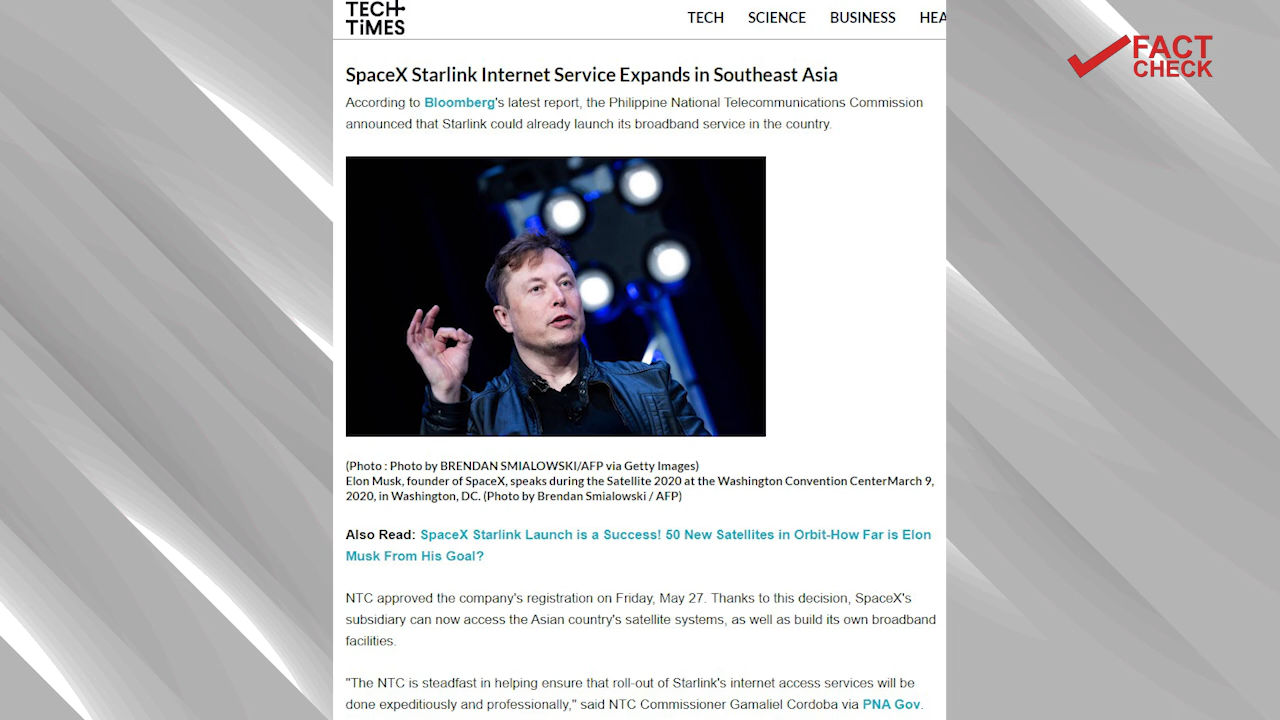 TECH
TiMES
TECH SCIENCE BUSINESS HEA
FACT
CHECK
SpaceX Starlink Internet Service Expands in Southeast Asia
According to Bloomberg's latest report, the Philippine National Telecommunications Commission
announced that Starlink could already launch its broadband service in the country.
(Photo : Photo by BRENDAN SMIALOWSKI/AFP via Getty Images)
Elon Musk, founder of SpaceX, speaks during the Satellite 2020 at the Washington Convention CenterMarch 9,
2020, in Washington, DC. (Photo by Brendan Smialowski / AFP)
Also Read: SpaceX Starlink Launch is a Success! 50 New Satellites in Orbit-How Far is Elon
Musk From His Goal?
NTC approved the company's registration on Friday, May 27. Thanks to this decision, SpaceX's
subsidiary can now access the Asian country's satellite systems, as well as build its own broadband
facilities.
"The NTC is steadfast in helping ensure that roll-out of Starlink's internet access services will be
done expeditiously and professionally," said NTC Commissioner Gamaliel Cordoba via PNA Gov.